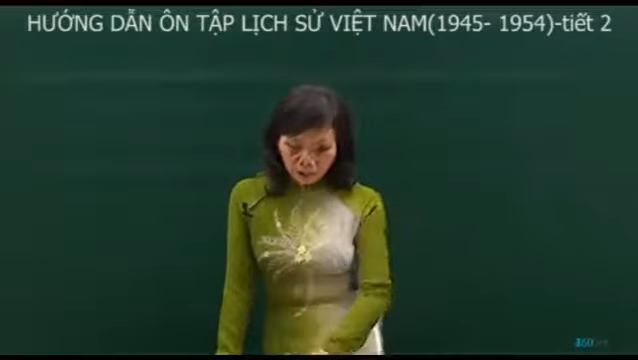 HƯỚNG DẪN ÔN TẬP LỊCH SỬ VIỆT NAM(1945- 1954)-tiết 2